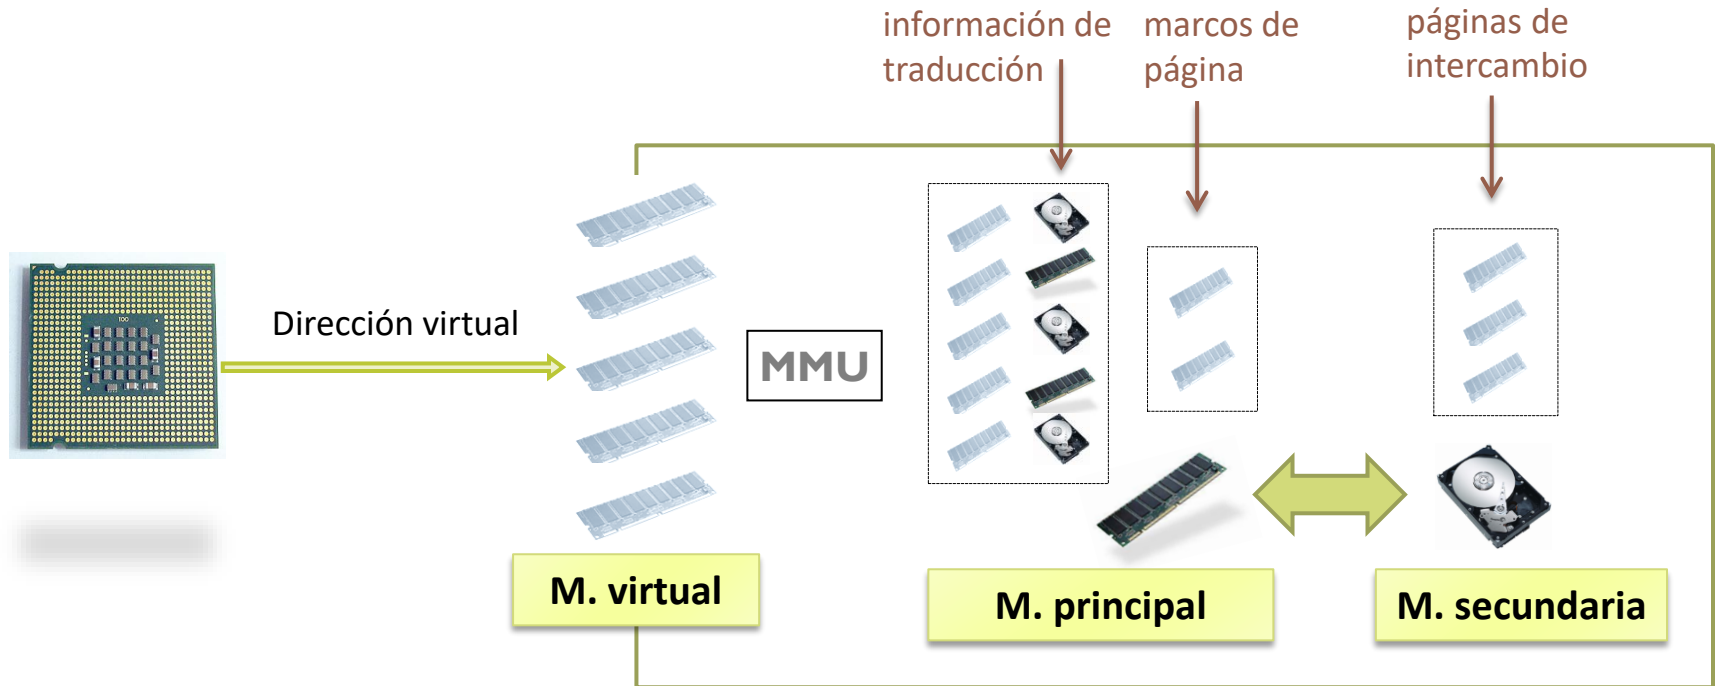 información de
traducción
marcos de
página
páginas de
intercambio
Dirección virtual
MMU
M. virtual
M. principal
M. secundaria